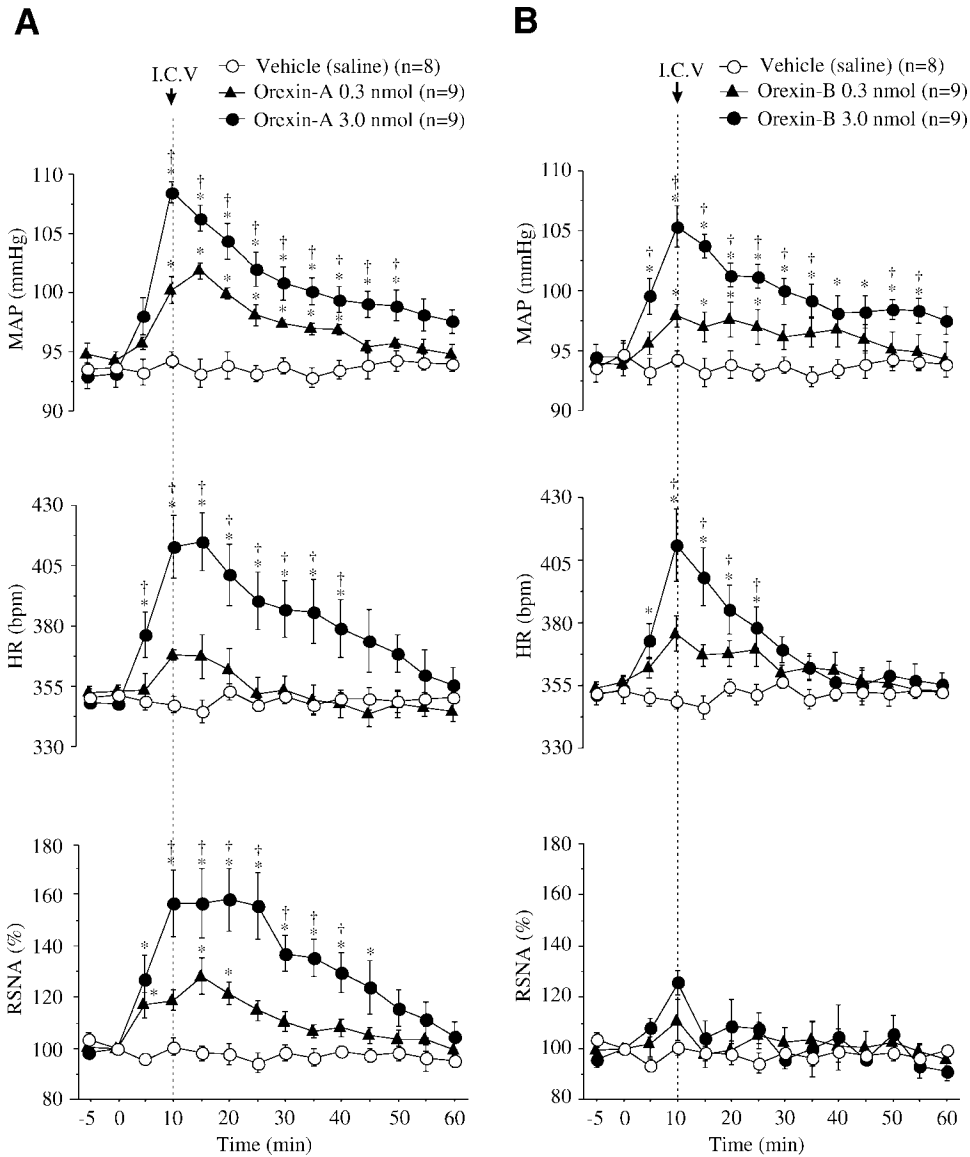 A
I.C.V
Vehicle (saline) (n=8)
Orexin-A 0.3 nmol (n=9)
Orexin-A 3.0 nmol (n=9)
MAP (mmHg)
110
105
100
95
90
† * † * † * † * † * † * † * * † *
* * * * * * *
HR (bpm)
430
405
380
355
330
† * † * † * † * † * † * † * † *
RSNA (%)
180
160
140
120
100
80
* † * † * † * † * † * † * † * *
* * *
-5 0 10 20 30 40 50 60
Time (min)
B
I.C.V
Vehicle (saline) (n=8)
Orexin-B 0.3 nmol (n=9)
Orexin-B 3.0 nmol (n=9)
MAP (mmHg)
110
105
100
95
90
† * † * † * † * † * † * † * * * † * † *
* * * *
HR (bpm)
430
405
380
355
330
* † * † * † * † *
RSNA (%)
180
160
140
120
100
80
-5 0 10 20 30 40 50 60
Time (min)